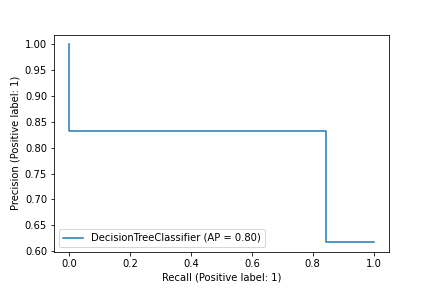 1.00
0.95
0.90
0.85
0.80
0.75
0.70
0.65
0.60
Precision (Positive label: 1)
DecisionTreeClassifier (AP = 0.80)
0.0 0.2 0.4 0.6 0.8 1.0
Recall (Positive label: 1)